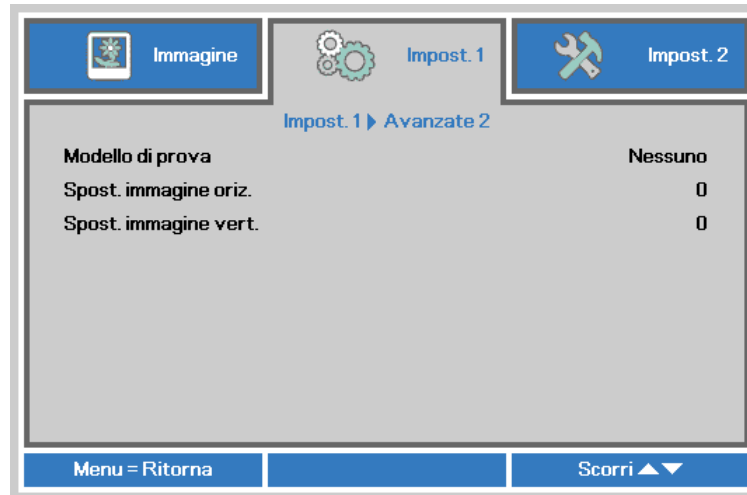 Immagine
Impost. 1
Impost. 2
Impost. 1 ▶ Avanzate 2
Modello di prova Nessuno
Spost. immagine oriz. 0
Spost. immagine vert. 0
Menu = Ritorna Scorri ▲▼